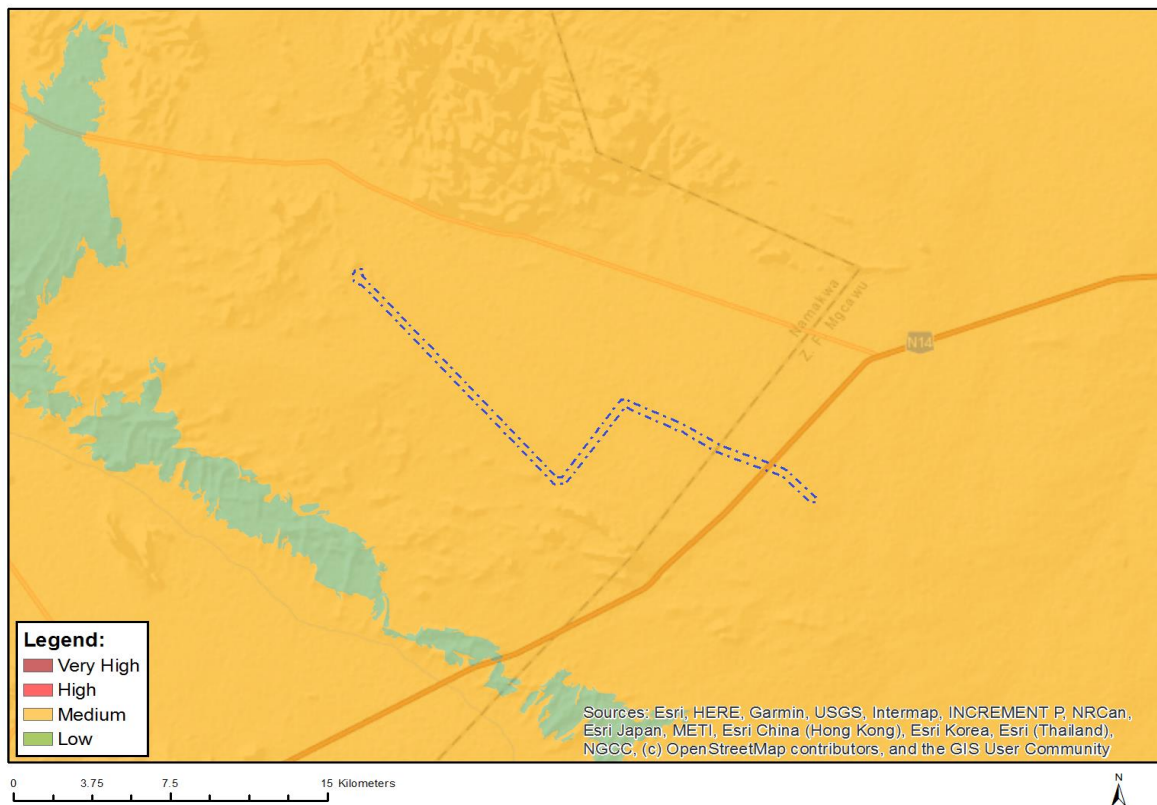 Namakwa
Z. F. Mgcawu
N14
Legend:
Very High
High
Medium
Low
Sources: Esri, HERE, Garmin, USGS, Intermap, INCREMENT P, NRCan,
Esri Japan, METI, Esri China (Hong Kong), Esri Korea, Esri (Thailand),
NGCC, (c) OpenStreetMap contributors, and the GIS User Community
0 3.75 7.5 15 Kilometers
N